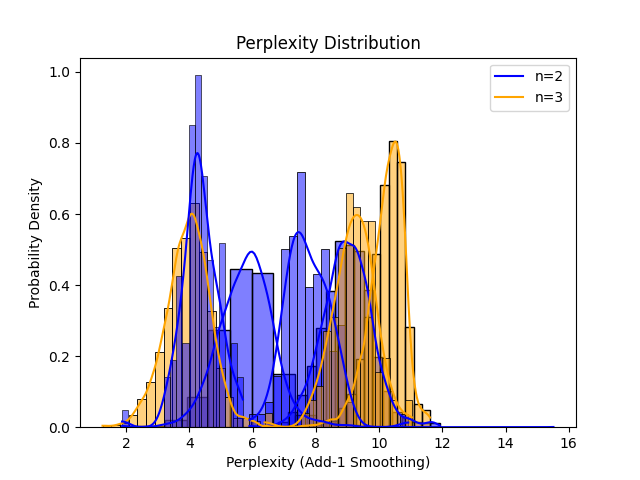 Perplexity Distribution
n=2
n=3
1.0
0.8
0.6
0.4
0.2
0.0
Probability Density
2 4 6 8 10 12 14 16
Perplexity (Add-1 Smoothing)